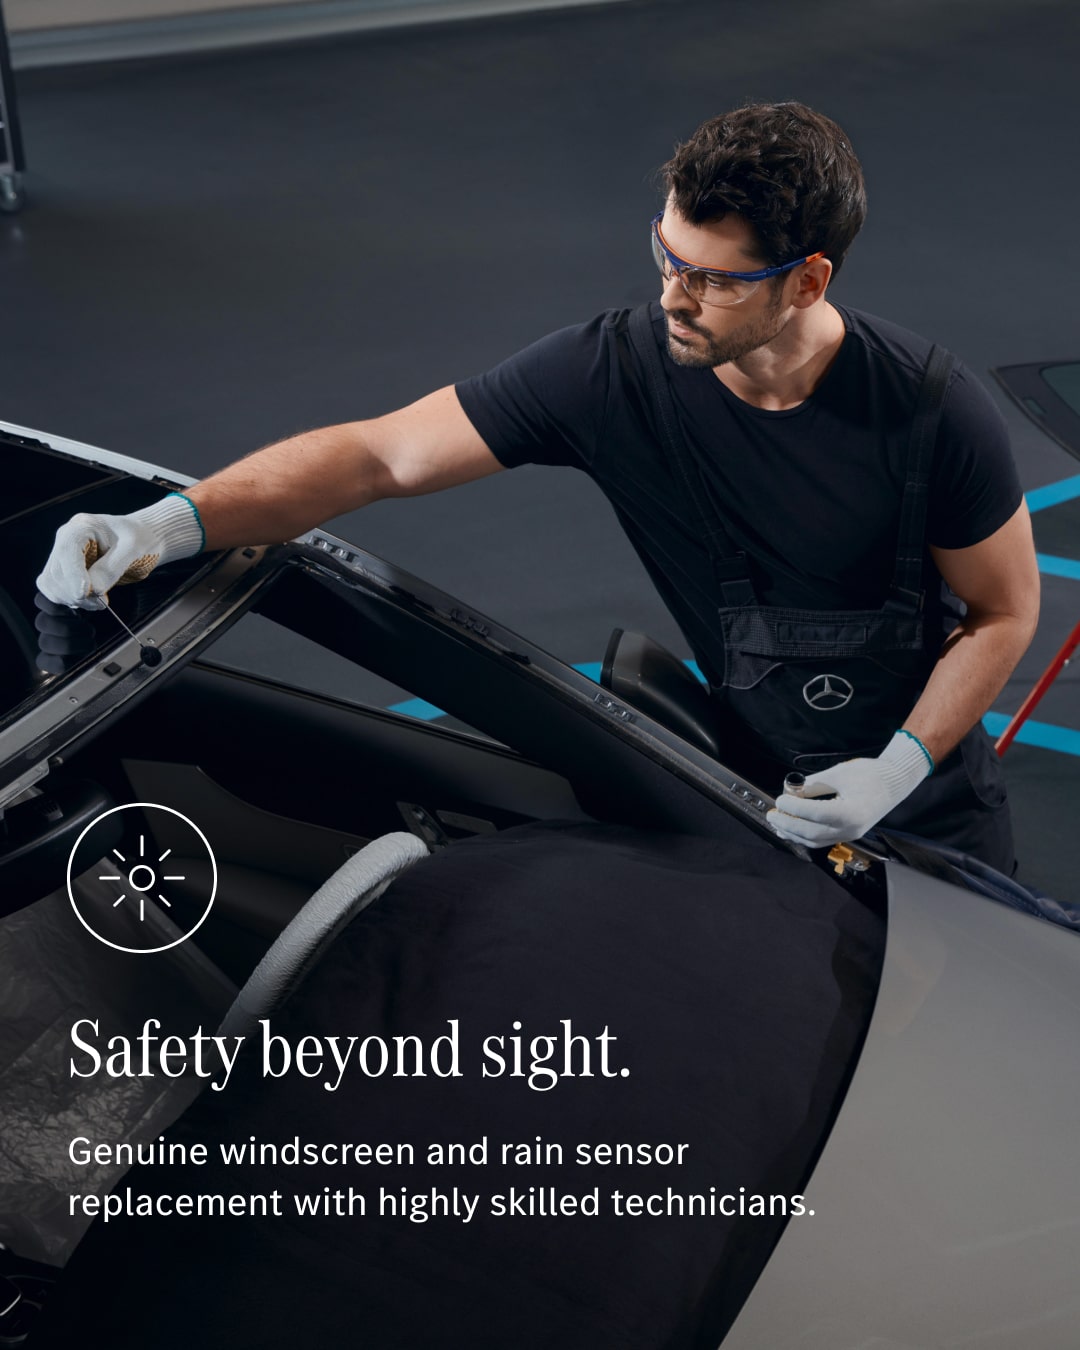 Safety beyond sight.
Genuine windscreen and rain sensor
replacement with highly skilled technicians.